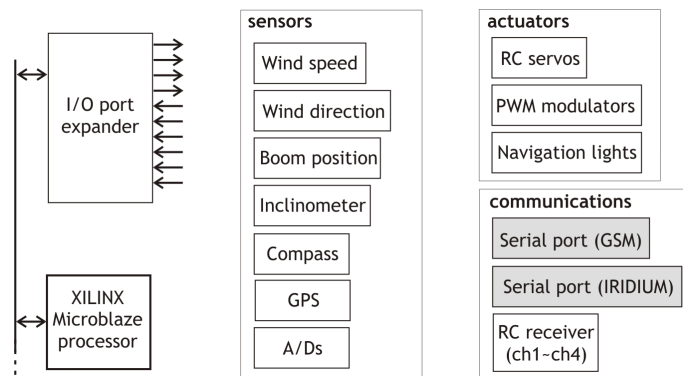 I/O port
expander
XILINX
Microblaze
processor
sensors
Wind speed
Wind direction
Boom position
Inclinometer
Compass
GPS
A/Ds
actuators
RC servos
PWM modulators
Navigation lights
communications
Serial port (GSM)
Serial port (IRIDIUM)
RC receiver
(ch1~ch4)